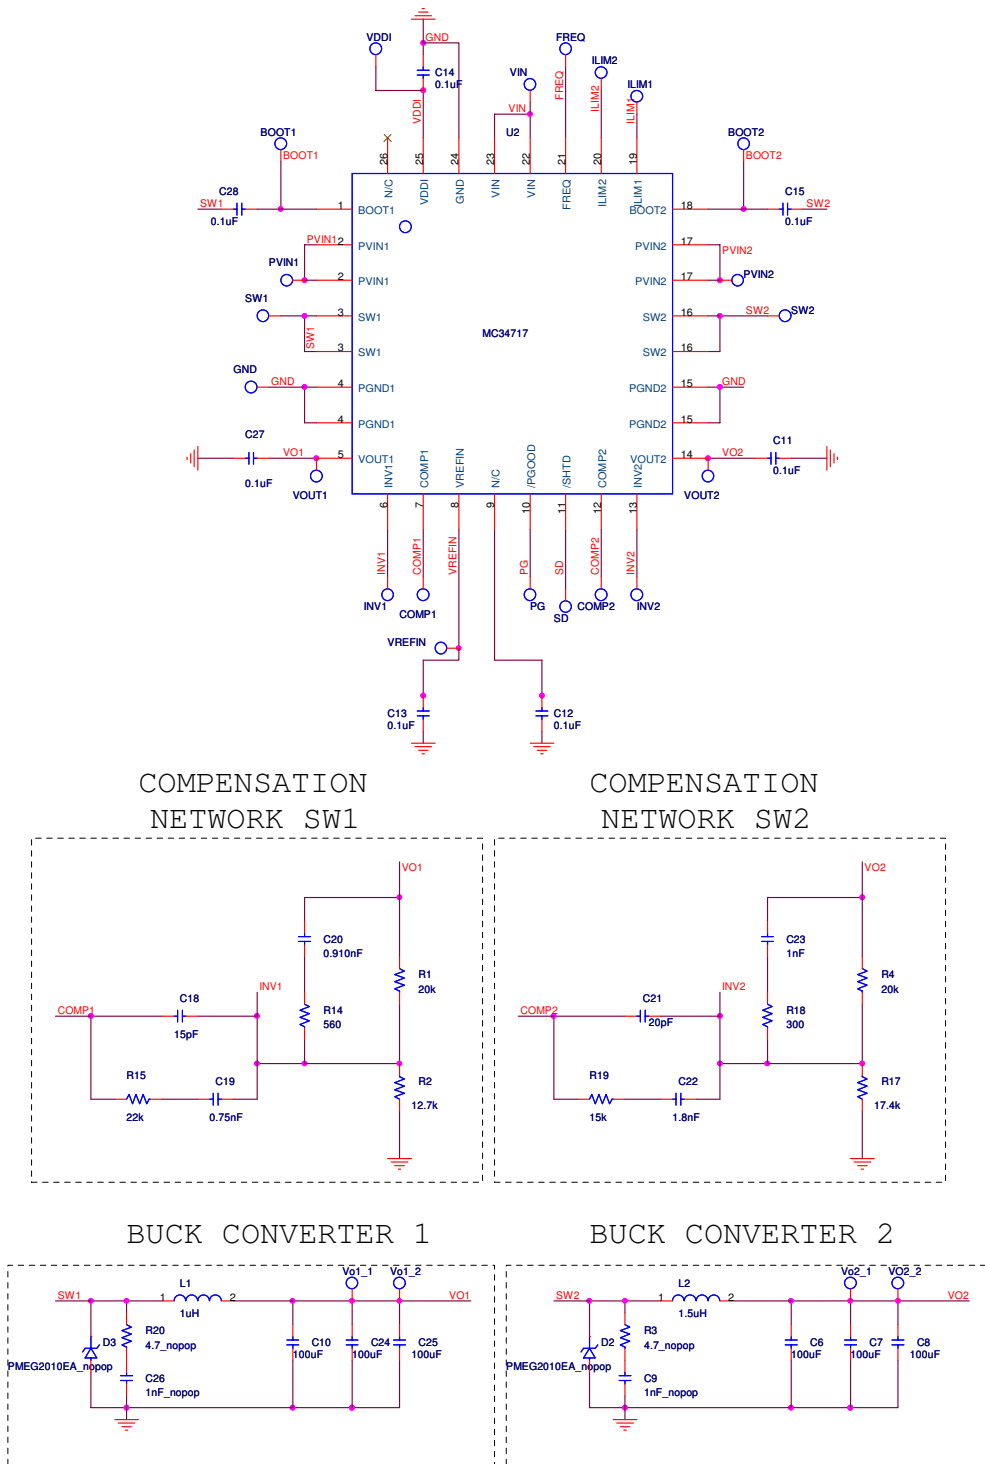 VDDI
GND
C14
0.1uF
VDDI
FREQ
FREQ
ILIM2
ILIM2
VIN
VIN
ILIM1
ILIM1
U2
BOOT1
BOOT1
BOOT2
BOOT2
26
25
24
23
22
21
20
19
N/C
VDDI
GND
VIN
VIN
FREQ
ILIM2
ILIM1
SW1
C28
0.1uF
1
BOOT1
BOOT2
18
C15
0.1uF
SW2
PVIN1
2
PVIN1
PVIN2
17
PVIN2
PVIN1
2
PVIN1
PVIN2
17
PVIN2
SW1
3
SW1
SW2
16
SW2
SW2
SW1
3
SW1
MC34717
SW2
16
GND
GND
4
PGND1
PGND2
15
GND
4
PGND1
PGND2
15
C27
0.1uF
VO1
5
VOUT1
VOUT2
14
VO2
C11
0.1uF
VOUT1
VOUT2
INV1
COMP1
VREFIN
N/C
/PGOOD
/SHTD
COMP2
INV2
6
7
8
9
10
11
12
13
INV1
COMP1
VREFIN
PG
SD
COMP2
INV2
INV1
COMP1
PG
SD
COMP2
INV2
VREFIN
C13
0.1uF
C12
0.1uF
COMPENSATION
NETWORK SW1
COMPENSATION
NETWORK SW2
VO1
C20
0.910nF
R1
20k
INV1
COMP1
C18
15pF
R14
560
R15
22k
C19
0.75nF
R2
12.7k
VO2
C23
1nF
R4
20k
INV2
COMP2
C21
20pF
R18
300
R19
15k
C22
1.8nF
R17
17.4k
BUCK CONVERTER 1
BUCK CONVERTER 2
SW1
1
L1
2
1uH
Vo1_1
Vo1_2
VO1
D3
PMEG2010EA_nopop
R20
4.7_nopop
C26
1nF_nopop
C10
100uF
C24
100uF
C25
100uF
SW2
1
L2
2
1.5uH
Vo2_1
VO2_2
VO2
D2
PMEG2010EA_nopop
R3
4.7_nopop
C9
1nF_nopop
C6
100uF
C7
100uF
C8
100uF